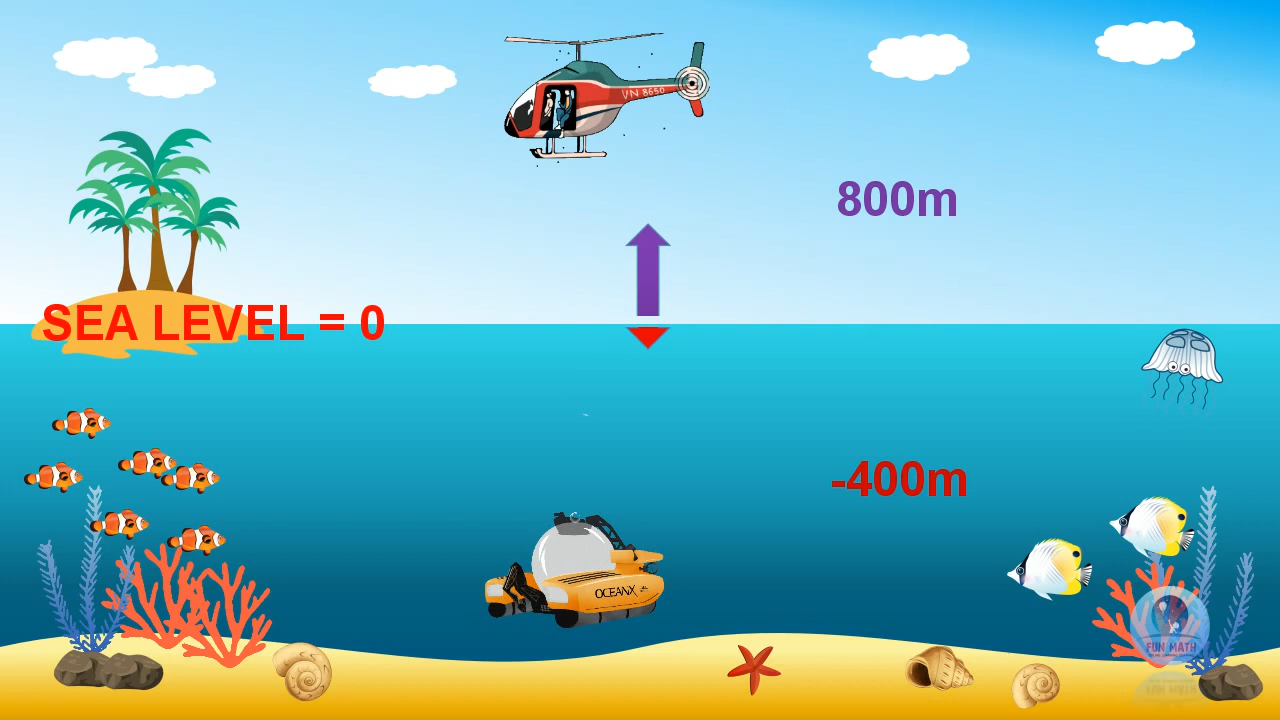 VN 8650
800m
SEA LEVEL = 0
-400m
OCEANX
FUN MATH